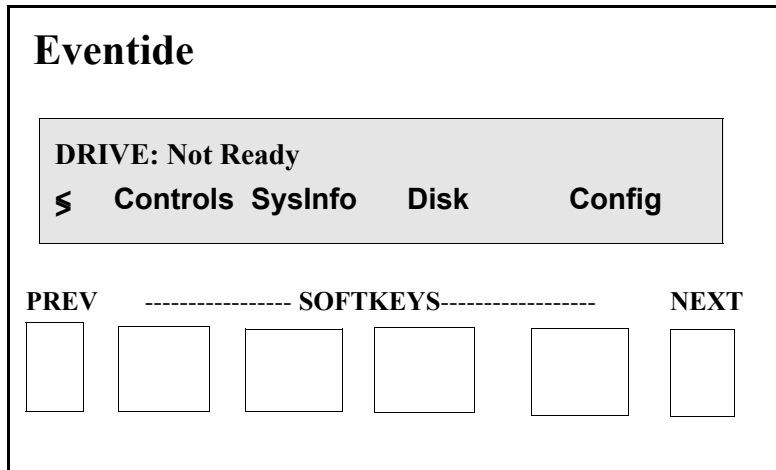 Eventide
DRIVE: Not Ready
≶ Controls SysInfo Disk Config
PREV ----------------- SOFTKEYS------------------ NEXT